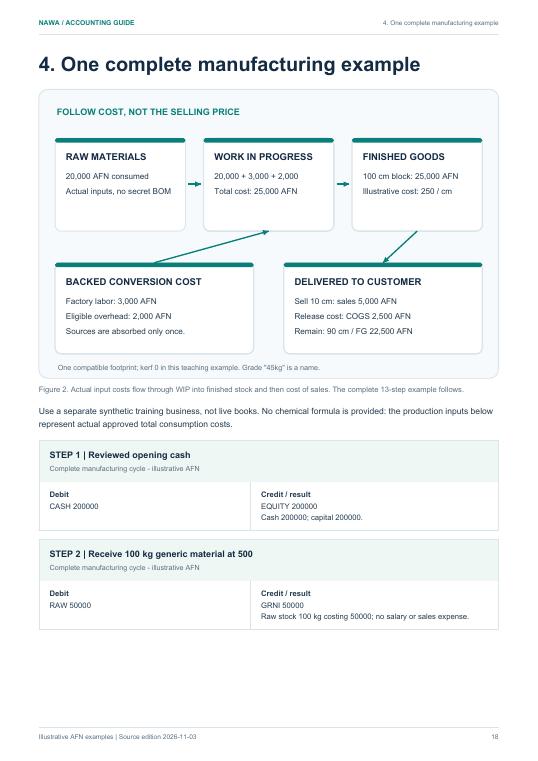 NAWA / ACCOUNTING GUIDE
4. One complete manufacturing example
4. One complete manufacturing example
FOLLOW COST, NOT THE SELLING PRICE
RAW MATERIALS
20,000 AFN consumed
Actual inputs, no secret BOM
WORK IN PROGRESS
20,000 + 3,000 + 2,000
Total cost: 25,000 AFN
FINISHED GOODS
100 cm block: 25,000 AFN
Illustrative cost: 250 / cm
BACKED CONVERSION COST
Factory labor: 3,000 AFN
Eligible overhead: 2,000 AFN
Sources are absorbed only once.
DELIVERED TO CUSTOMER
Sell 10 cm: sales 5,000 AFN
Release cost: COGS 2,500 AFN
Remain: 90 cm / FG 22,500 AFN
One compatible footprint; kerf 0 in this teaching example. Grade "45kg" is a name.
Figure 2. Actual input costs flow through WIP into finished stock and then cost of sales. The complete 13-step example follows.
Use a separate synthetic training business, not live books. No chemical formula is provided: the production inputs below
represent actual approved total consumption costs.
STEP 1 | Reviewed opening cash
Complete manufacturing cycle - illustrative AFN
Debit
CASH 200000
Credit / result
EQUITY 200000
Cash 200000; capital 200000.
STEP 2 | Receive 100 kg generic material at 500
Complete manufacturing cycle - illustrative AFN
Debit
RAW 50000
Credit / result
GRNI 50000
Raw stock 100 kg costing 50000; no salary or sales expense.
Illustrative AFN examples | Source edition 2026-11-03
18